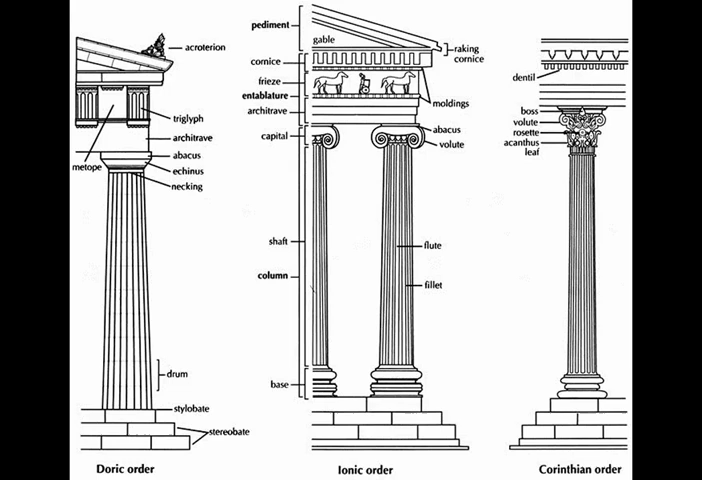 acroterion
triglyph
architrave
metope
abacus
echinus
necking
drum
stylobate
stereobate
Doric order
pediment
gable
raking
cornice
cornice
frieze
entablature
moldings
architrave
capital
abacus
volute
shaft
flute
column
fillet
base
Ionic order
dentil
boss
volute
rosette
acanthus
leaf
Corinthian order